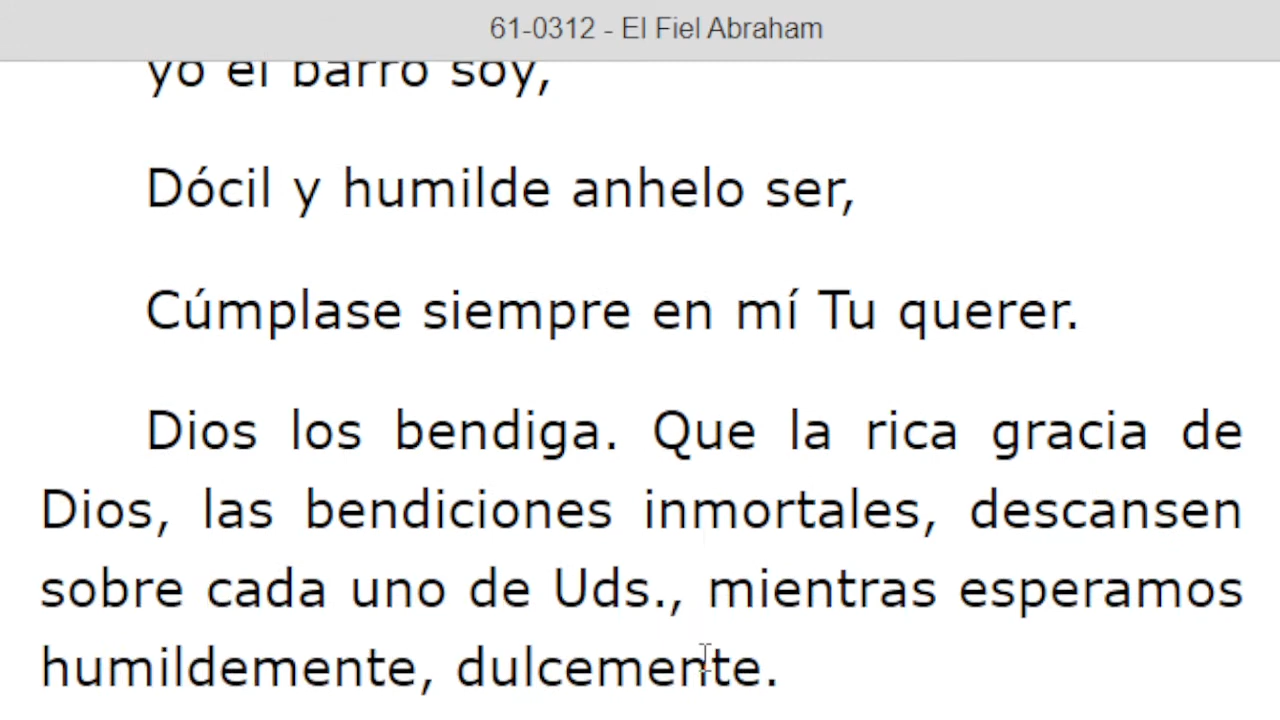 61-0312 - El Fiel Abraham
yo el barro soy,
Dócil y humilde anhelo ser,
Cúmplase siempre en mí Tu querer.
Dios los bendiga. Que la rica gracia de
Dios, las bendiciones inmortales, descansen
sobre cada uno de Uds., mientras esperamos
humildemente, dulcemente.